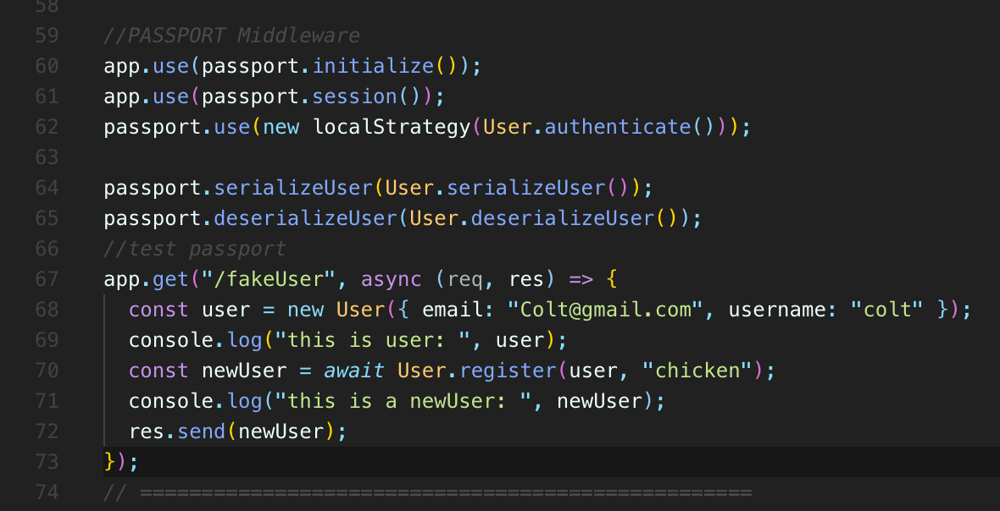 58
59 //PASSPORT Middleware
60 app.use(passport.initialize());
61 app.use(passport.session());
62 passport.use(new localStrategy(User.authenticate()));
63
64 passport.serializeUser(User.serializeUser());
65 passport.deserializeUser(User.deserializeUser());
66 //test passport
67 app.get("/fakeUser", async (req, res) => {
68   const user = new User({ email: "Colt@gmail.com", username: "colt" });
69   console.log("this is user: ", user);
70   const newUser = await User.register(user, "chicken");
71   console.log("this is a newUser: ", newUser);
72   res.send(newUser);
73 });
74 // ==================================================